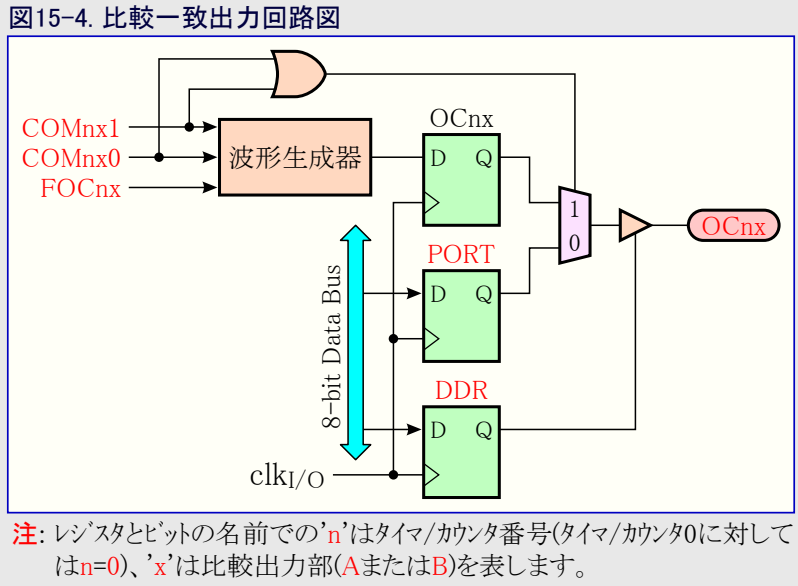 図15-4. 比較一致出力回路図
COMnx1
COMnx0
FOCnx
波形生成器
OCnx
D Q
1
0
OCnx
PORT
D Q
8-bit Data Bus
DDR
D Q
clkI/O
注: ﾚｼﾞｽﾀとﾋﾞｯﾄの名前での'n'はﾀｲﾏ/ｶｳﾝﾀ番号(ﾀｲﾏ/ｶｳﾝﾀ0に対して
はn=0)、'x'は比較出力部(AまたはB)を表します。